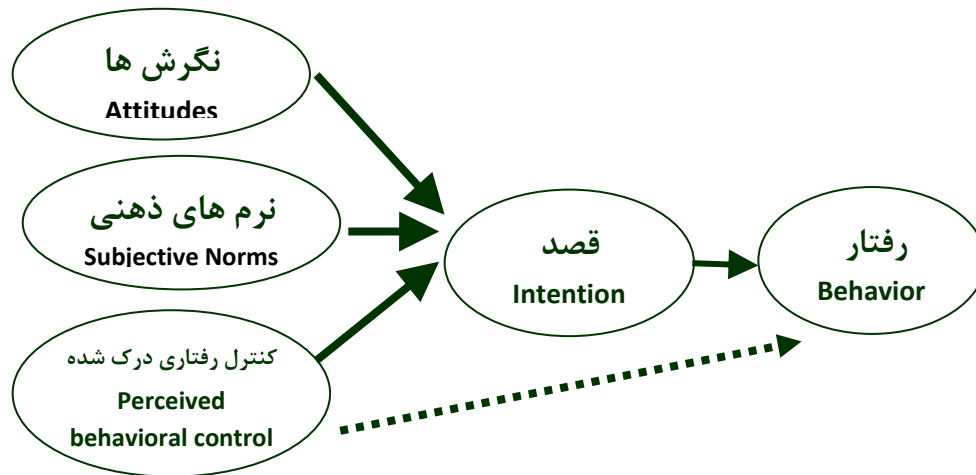 نگرش ها
Attitudes
نرم های ذهنی
Subjective Norms
کنترل رفتاری درک شده
Perceived
behavioral control
قصد
Intention
رفتار
Behavior